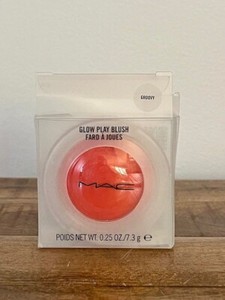 GROOVY
GLOW PLAY BLUSH
FARD À JOUES
MAC
POIDS NET WT. 0.25 OZ./7.3 g ℮